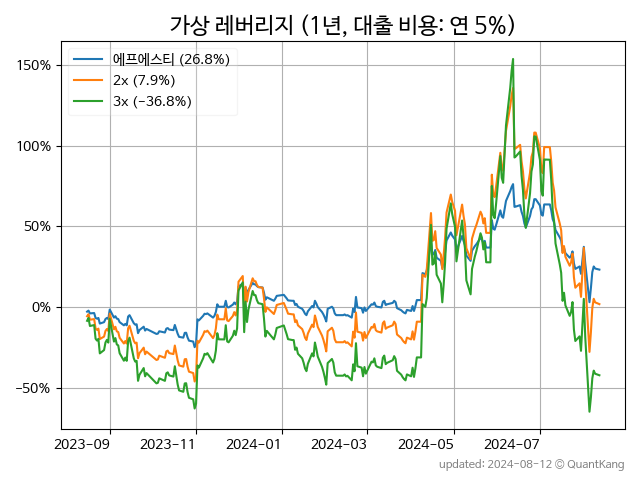 가상 레버리지 (1년, 대출 비용: 연 5%)
에프에스티 (26.8%)
2x (7.9%)
3x (−36.8%)
150%
100%
50%
0%
−50%
2023−09 2023−11 2024−01 2024−03 2024−05 2024−07
updated: 2024-08-12 © QuantKang